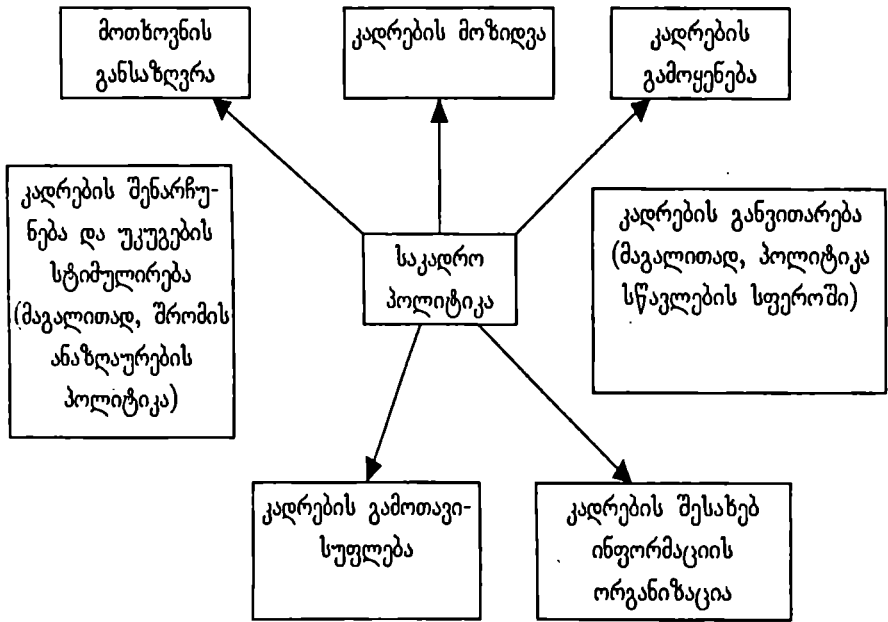 მოთხოვნის
განსაზღვრა
კადრების მოზიდვა
კადრების
გამოყენება
კადრების შენარჩუ-
ნება და უკუგების
სტიმულირება
(მაგალითად, შრომის
ანაზღაურების
პოლიტიკა)
საკადრო
პოლიტიკა
კადრების განვითარება
(მაგალითად, პოლიტიკა
სწავლების სფეროში)
კადრების გამოთავი-
სუფლება
კადრების შესახებ
ინფორმაციის
ორგანიზაცია